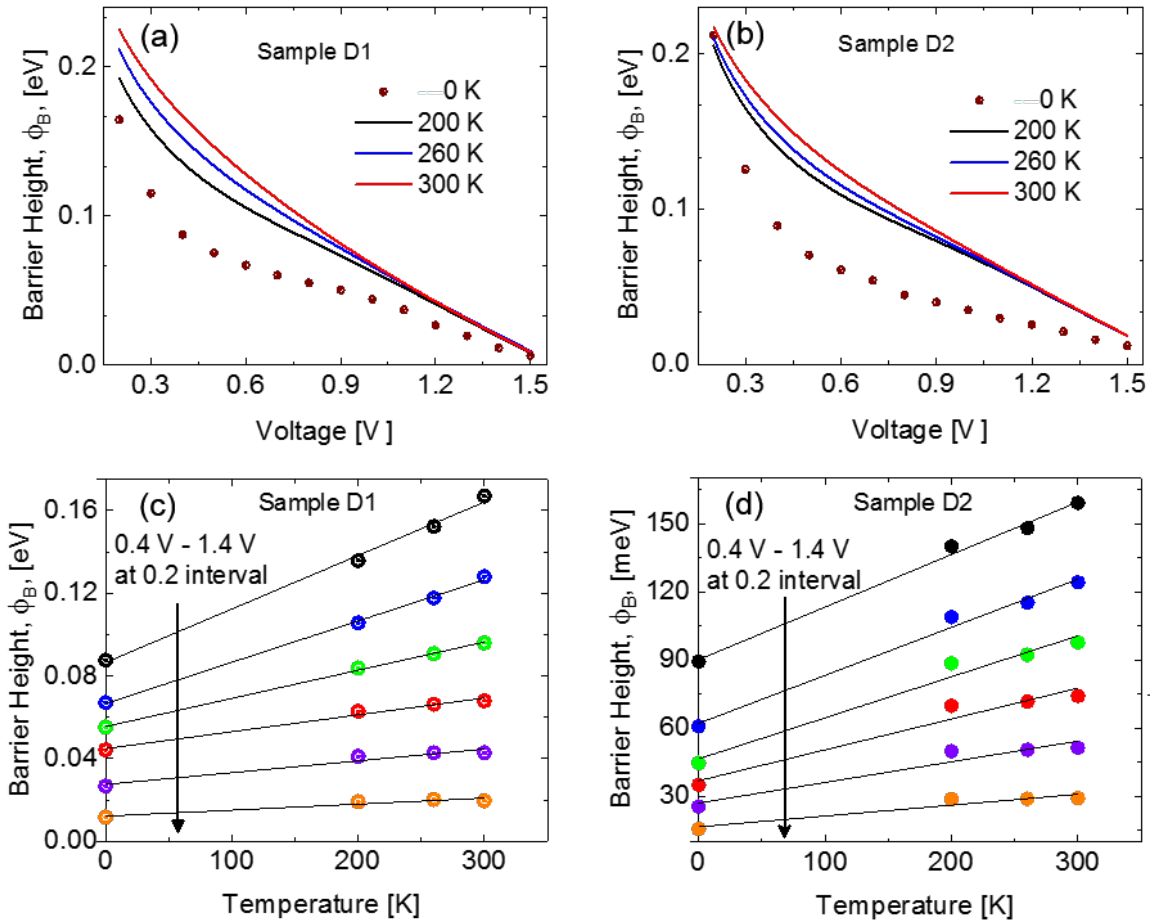 (a)
Sample D1
0 K
200 K
260 K
300 K
0.2
0.1
0.0
Barrier Height, ϕB, [eV]
0.3 0.6 0.9 1.2 1.5
Voltage [V ]
(b)
Sample D2
0 K
200 K
260 K
300 K
0.2
0.1
0.0
Barrier Height, ϕB, [eV]
0.3 0.6 0.9 1.2 1.5
Voltage [V ]
(c)
Sample D1
0.4 V - 1.4 V
at 0.2 interval
0.16
0.12
0.08
0.04
0.00
Barrier Height, ϕB, [eV]
0 100 200 300
Temperature [K]
(d)
Sample D2
0.4 V - 1.4 V
at 0.2 interval
150
120
90
60
30
Barrier Height, ϕB, [meV]
0 100 200 300
Temperature [K]